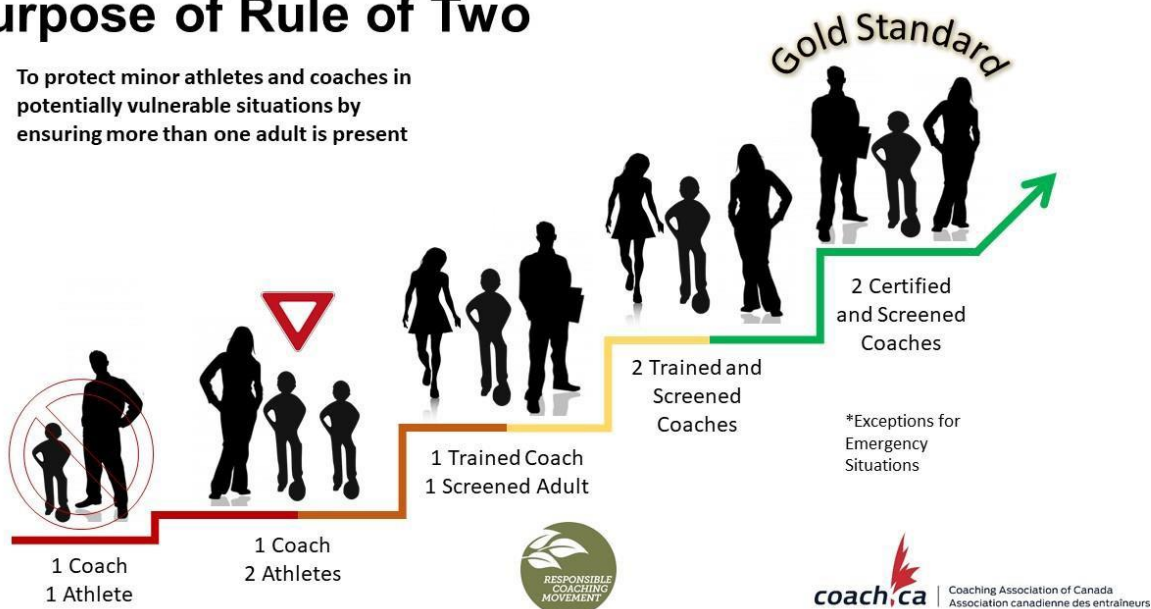 urpose of Rule of Two
To protect minor athletes and coaches in
potentially vulnerable situations by
ensuring more than one adult is present
Gold Standard
2 Certified
and Screened
Coaches
2 Trained and
Screened
Coaches
*Exceptions for
Emergency
Situations
1 Trained Coach
1 Screened Adult
1 Coach
2 Athletes
1 Coach
1 Athlete
RESPONSIBLE
COACHING
MOVEMENT
coach.ca
Coaching Association of Canada
Association canadienne des entraîneurs